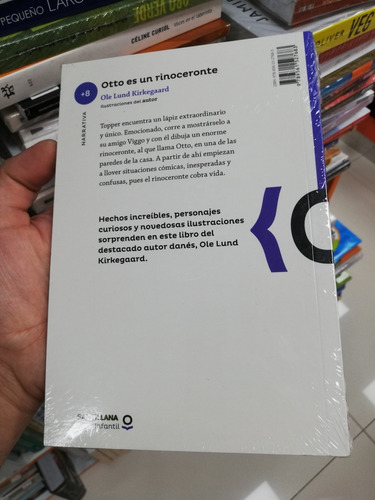 PEQUEÑO
CÉLINE CURIOL
+8
NARRATIVA
Otto es un rinoceronte
Ole Lund Kirkegaard
Ilustraciones del autor
Topper encuentra un lápiz extraordinario
y único. Emocionado, corre a mostrárselo a
su amigo Viggo y con él dibuja un enorme
rinoceronte, al que llama Otto, en una de las
paredes de la casa. A partir de ahí empiezan
a llover situaciones cómicas, inesperadas y
confusas, pues el rinoceronte cobra vida.
Hechos increíbles, personajes
curiosos y novedosas ilustraciones
sorprenden en este libro del
destacado autor danés, Ole Lund
Kirkegaard.
SANTILLANA
infantil